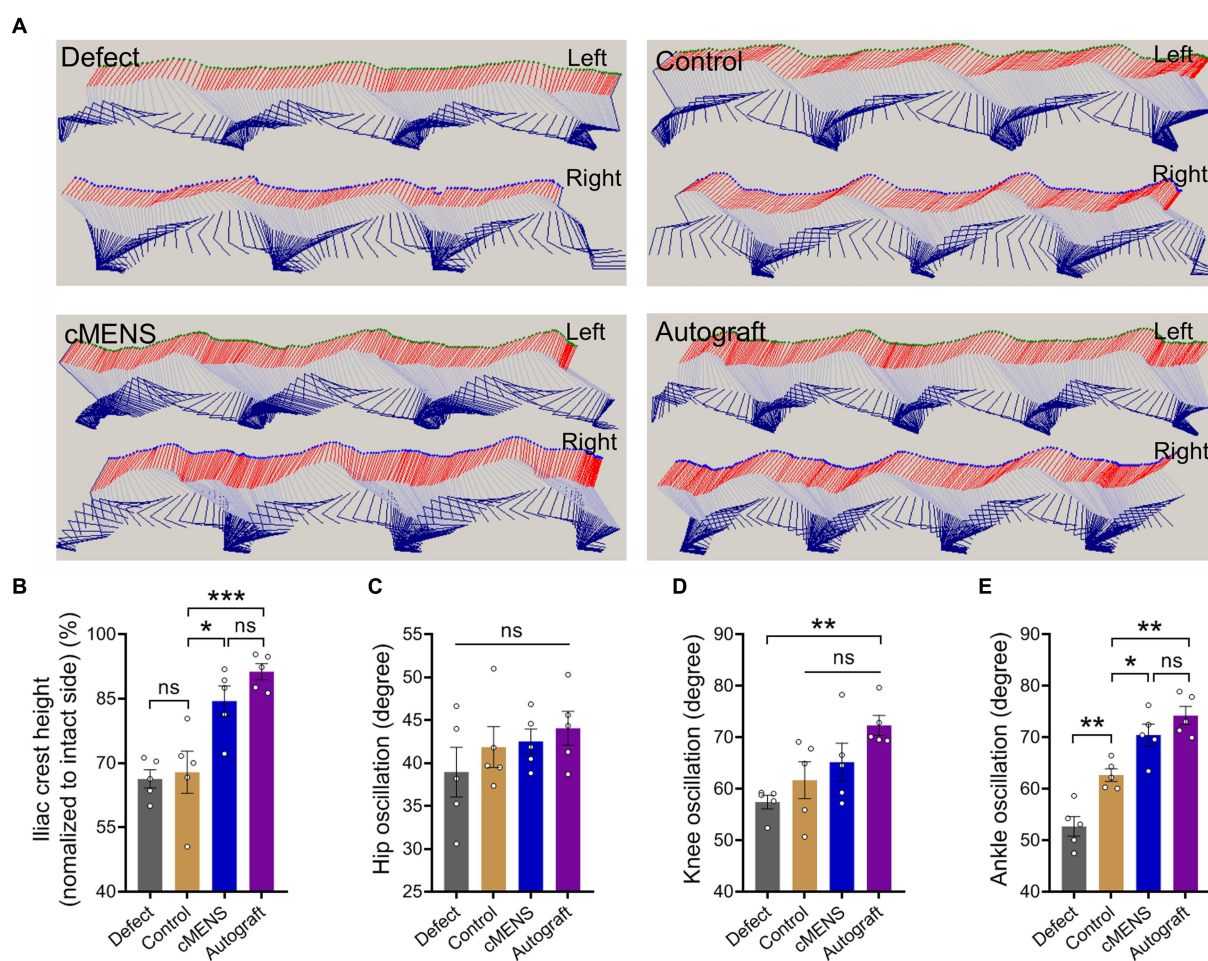 A
Defect
Left
Right
Control
Left
Right
cMENS
Left
Right
Autograft
Left
Right
B
Iliac crest height
(nomalized to intact side) (%)
100
85
70
55
40
ns
*
***
ns
Defect
Control
cMENS
Autograft
C
Hip oscillation (degree)
55
50
45
40
35
30
25
ns
Defect
Control
cMENS
Autograft
D
Knee oscillation (degree)
90
80
70
60
50
40
**
ns
Defect
Control
cMENS
Autograft
E
Ankle oscillation (degree)
90
80
70
60
50
40
**
**
*
ns
Defect
Control
cMENS
Autograft